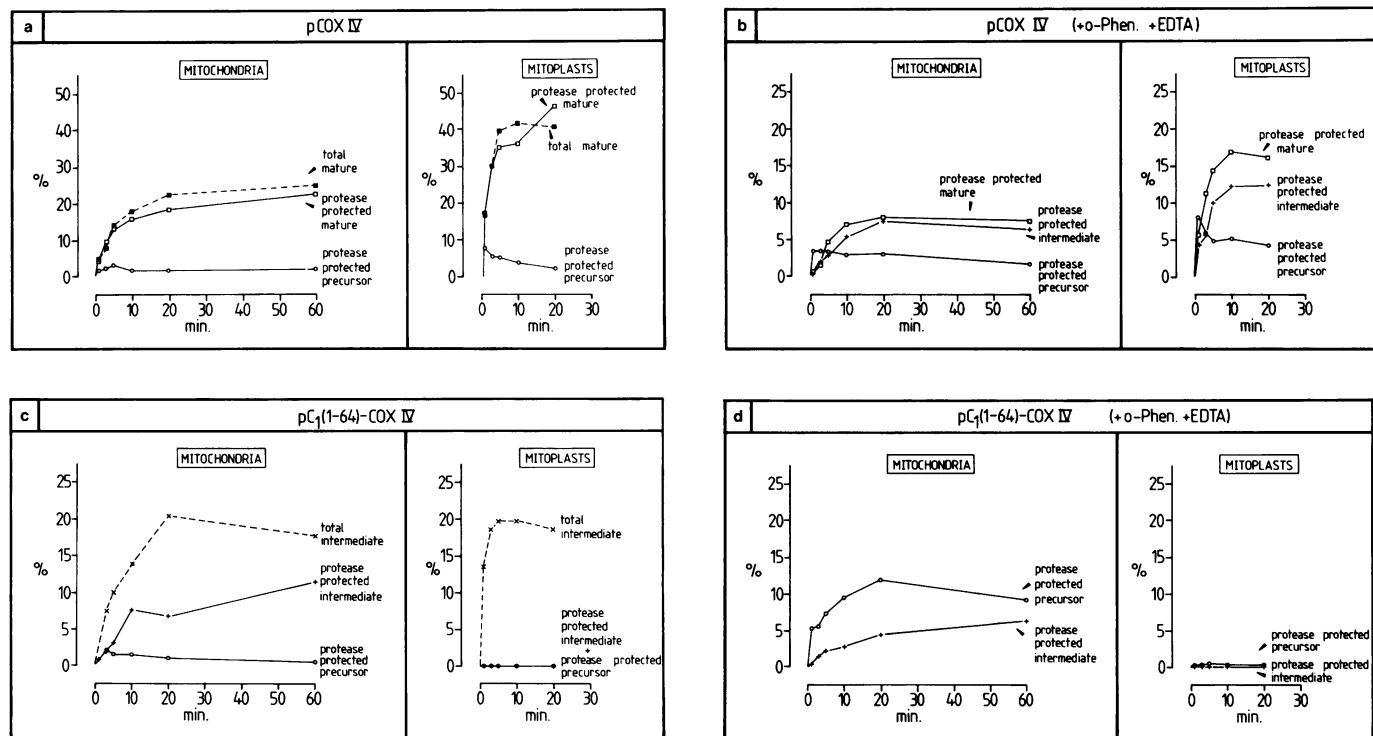 a
pCOX IV
MITOCHONDRIA
50
40
30
20
10
0
%
total
mature
protease
protected
mature
protease
protected
precursor
0 10 20 30 40 50 60
min.
MITOPLASTS
50
40
30
20
10
0
%
protease protected
mature
total mature
protease
protected
precursor
0 10 20 30
min.
b
pCOX IV (+o-Phen. +EDTA)
MITOCHONDRIA
25
20
15
10
5
0
%
protease protected
mature
protease
protected
intermediate
protease
protected
precursor
0 10 20 30 40 50 60
min.
MITOPLASTS
25
20
15
10
5
0
%
protease protected
mature
protease
protected
intermediate
protease
protected
precursor
0 10 20 30
min.
c
pC1(1-64)-COX IV
MITOCHONDRIA
25
20
15
10
5
0
%
total
intermediate
protease
protected
intermediate
protease
protected
precursor
0 10 20 30 40 50 60
min.
MITOPLASTS
25
20
15
10
5
0
%
total
intermediate
protease
protected
intermediate
+
protease protected
precursor
0 10 20 30
min.
d
pC1(1-64)-COX IV (+o-Phen. +EDTA)
MITOCHONDRIA
25
20
15
10
5
0
%
protease
protected
precursor
protease
protected
intermediate
0 10 20 30 40 50 60
min.
MITOPLASTS
25
20
15
10
5
0
%
protease protected
precursor
protease protected
intermediate
0 10 20 30
min.